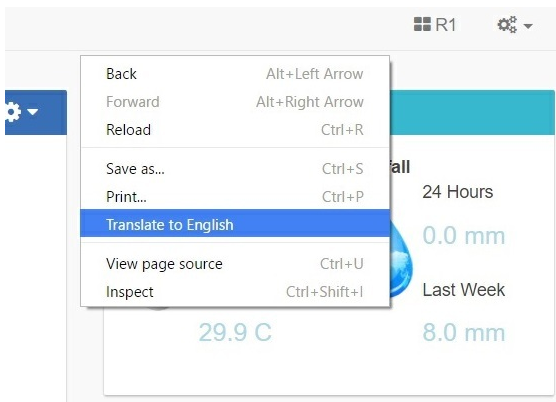 R1
Back Alt+Left Arrow
Forward Alt+Right Arrow
Reload Ctrl+R
Save as... Ctrl+S
Print... Ctrl+P
Translate to English
View page source Ctrl+U
Inspect Ctrl+Shift+I
24 Hours
0.0 mm
Last Week
29.9 C 8.0 mm